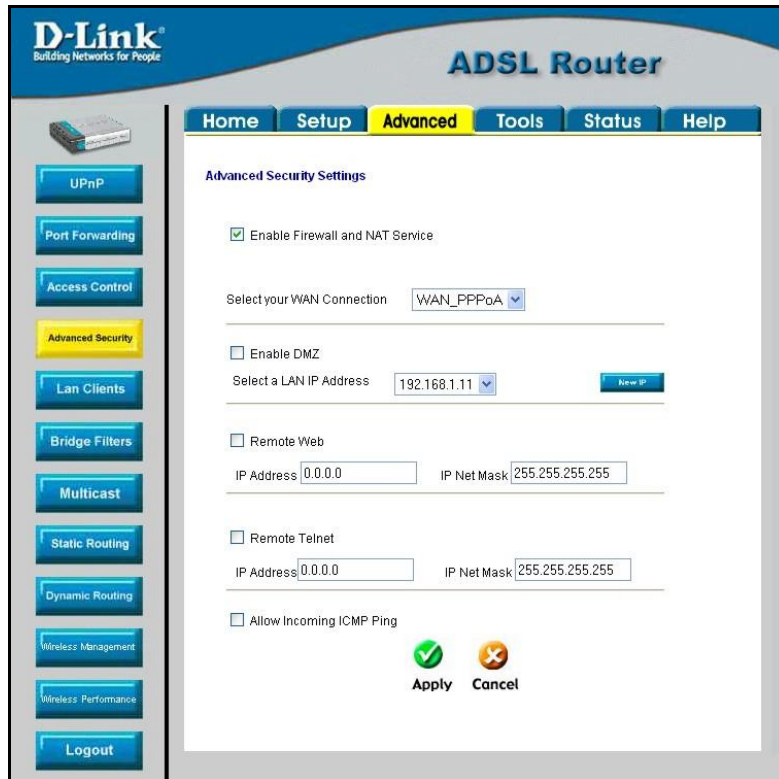 D-Link
Building Networks for People
ADSL Router
Home Setup Advanced Tools Status Help
UPnP
Port Forwarding
Access Control
Advanced Security
Lan Clients
Bridge Filters
Multicast
Static Routing
Dynamic Routing
Wireless Management
Wireless Performance
Logout
Advanced Security Settings
Enable Firewall and NAT Service
Select your WAN Connection WAN_PPPoA
Enable DMZ
Select a LAN IP Address 192.168.1.11 New IP
Remote Web
IP Address 0.0.0.0 IP Net Mask 255.255.255.255
Remote Telnet
IP Address 0.0.0.0 IP Net Mask 255.255.255.255
Allow Incoming ICMP Ping
Apply Cancel